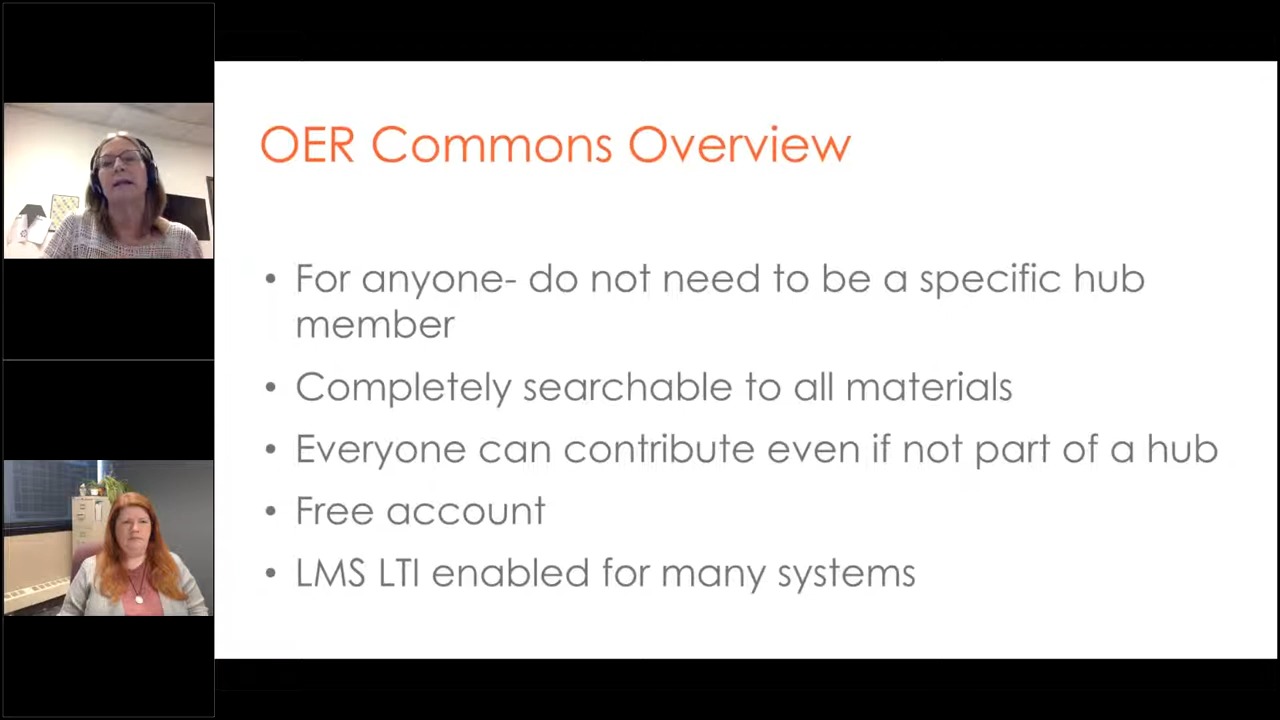 OER Commons Overview
• For anyone- do not need to be a specific hub
member
• Completely searchable to all materials
• Everyone can contribute even if not part of a hub
• Free account
• LMS LTI enabled for many systems